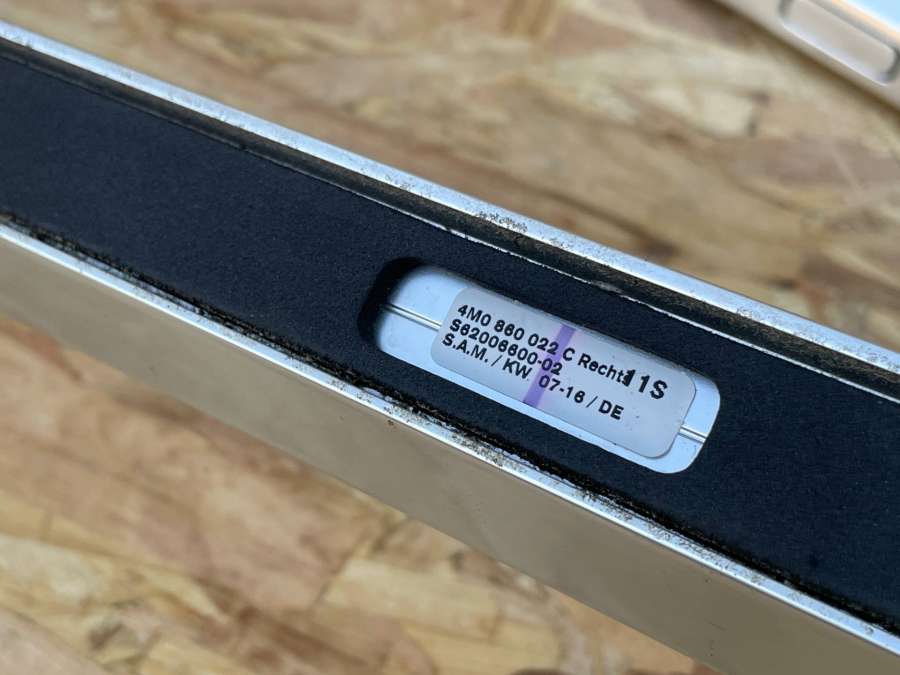 4M0 860 022 C Rechts 11S
S62006600-02
S.A.M. / KW 07-16 / DE